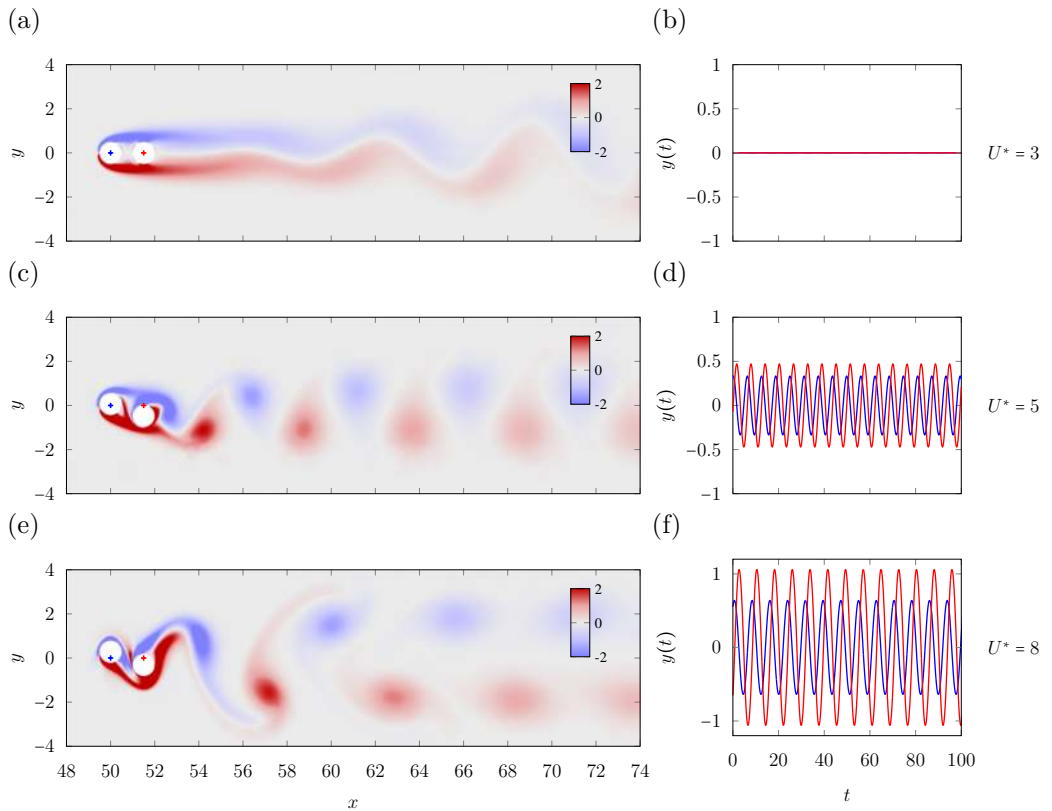 (a)
(b)
4
2
0
−2
−4
y
2
0
−2
1
0.5
0
−0.5
−1
y(t)
U* = 3
(c)
(d)
4
2
0
−2
−4
y
2
0
−2
1
0.5
0
−0.5
−1
y(t)
U* = 5
(e)
(f)
4
2
0
−2
−4
y
2
0
−2
48 50 52 54 56 58 60 62 64 66 68 70 72 74
x
1
0
−1
y(t)
0 20 40 60 80 100
t
U* = 8